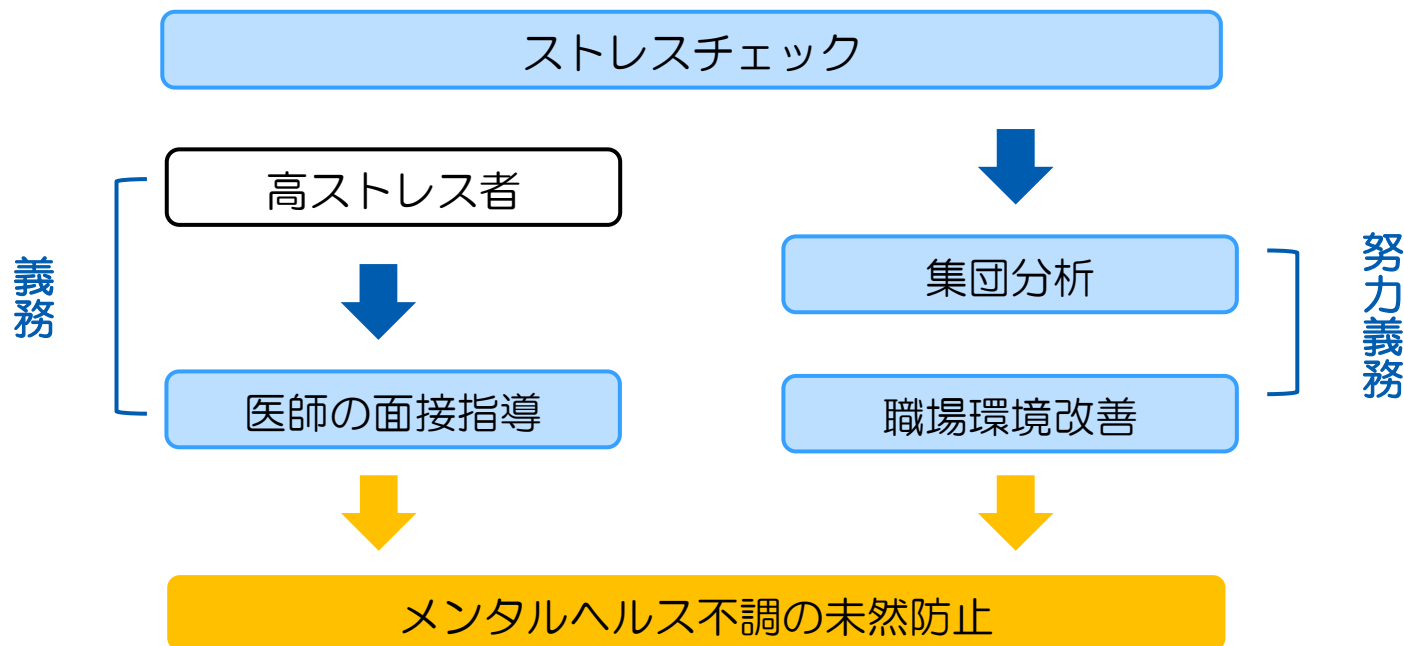 ストレスチェック
高ストレス者
義務
医師の面接指導
集団分析
努力義務
職場環境改善
メンタルヘルス不調の未然防止